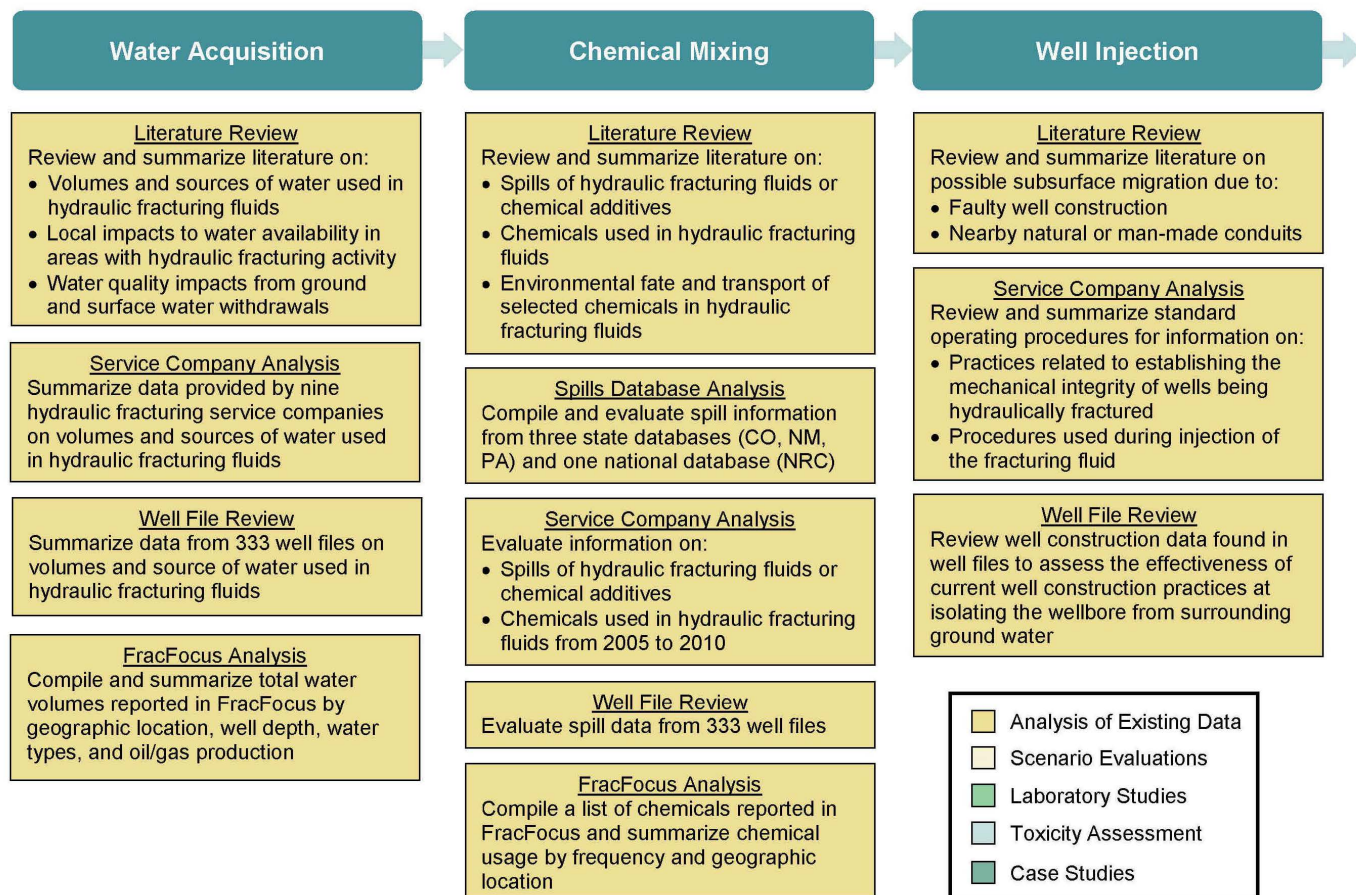 Water Acquisition
Chemical Mixing
Well Injection
Literature Review
Review and summarize literature on:
• Volumes and sources of water used in
hydraulic fracturing fluids
• Local impacts to water availability in
areas with hydraulic fracturing activity
• Water quality impacts from ground
and surface water withdrawals
Service Company Analysis
Summarize data provided by nine
hydraulic fracturing service companies
on volumes and sources of water used
in hydraulic fracturing fluids
Well File Review
Summarize data from 333 well files on
volumes and source of water used in
hydraulic fracturing fluids
FracFocus Analysis
Compile and summarize total water
volumes reported in FracFocus by
geographic location, well depth, water
types, and oil/gas production
Literature Review
Review and summarize literature on:
• Spills of hydraulic fracturing fluids or
chemical additives
• Chemicals used in hydraulic fracturing
fluids
• Environmental fate and transport of
selected chemicals in hydraulic
fracturing fluids
Spills Database Analysis
Compile and evaluate spill information
from three state databases (CO, NM,
PA) and one national database (NRC)
Service Company Analysis
Evaluate information on:
• Spills of hydraulic fracturing fluids or
chemical additives
• Chemicals used in hydraulic fracturing
fluids from 2005 to 2010
Well File Review
Evaluate spill data from 333 well files
FracFocus Analysis
Compile a list of chemicals reported in
FracFocus and summarize chemical
usage by frequency and geographic
location
Literature Review
Review and summarize literature on
possible subsurface migration due to:
• Faulty well construction
• Nearby natural or man-made conduits
Service Company Analysis
Review and summarize standard
operating procedures for information on:
• Practices related to establishing the
mechanical integrity of wells being
hydraulically fractured
• Procedures used during injection of
the fracturing fluid
Well File Review
Review well construction data found in
well files to assess the effectiveness of
current well construction practices at
isolating the wellbore from surrounding
ground water
Analysis of Existing Data
Scenario Evaluations
Laboratory Studies
Toxicity Assessment
Case Studies